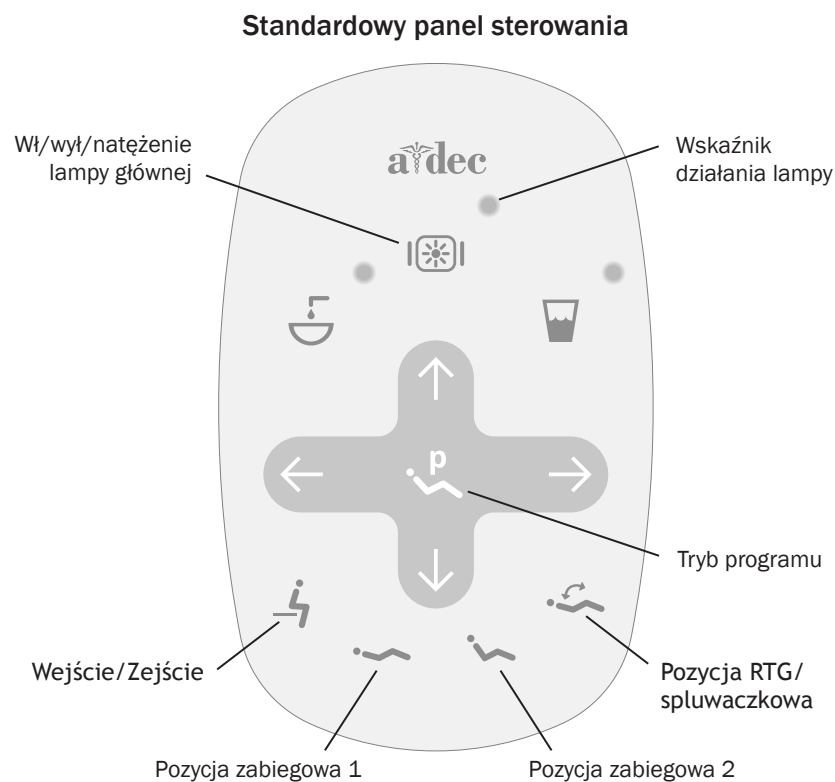 Standardowy panel sterowania
Wł/wył/natężenie
lampy głównej
a dec
Wskaźnik
działania lampy
p
Tryb programu
Wejście/Zejście
Pozycja RTG/
spluwaczkowa
Pozycja zabiegowa 1
Pozycja zabiegowa 2